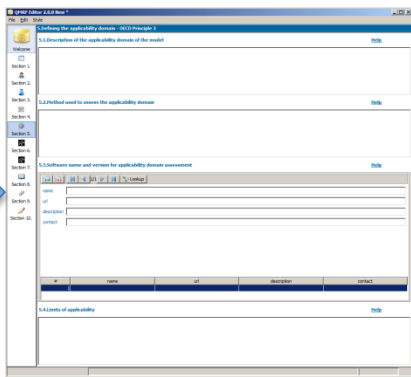 QMRF Editor 2.0.0 New *
File Edit Style
Welcome
Section 1.
Section 2.
Section 3.
Section 4.
Section 5.
Section 6.
Section 7.
Section 8.
Section 9.
Section 10.
5.Defining the applicability domain - OECD Principle 3
5.1.Description of the applicability domain of the model Help
5.2.Method used to assess the applicability domain Help
5.3.Software name and version for applicability domain assessment Help
1/1 Lookup
name
url
description
contact
# name url description contact
1
5.4.Limits of applicability Help